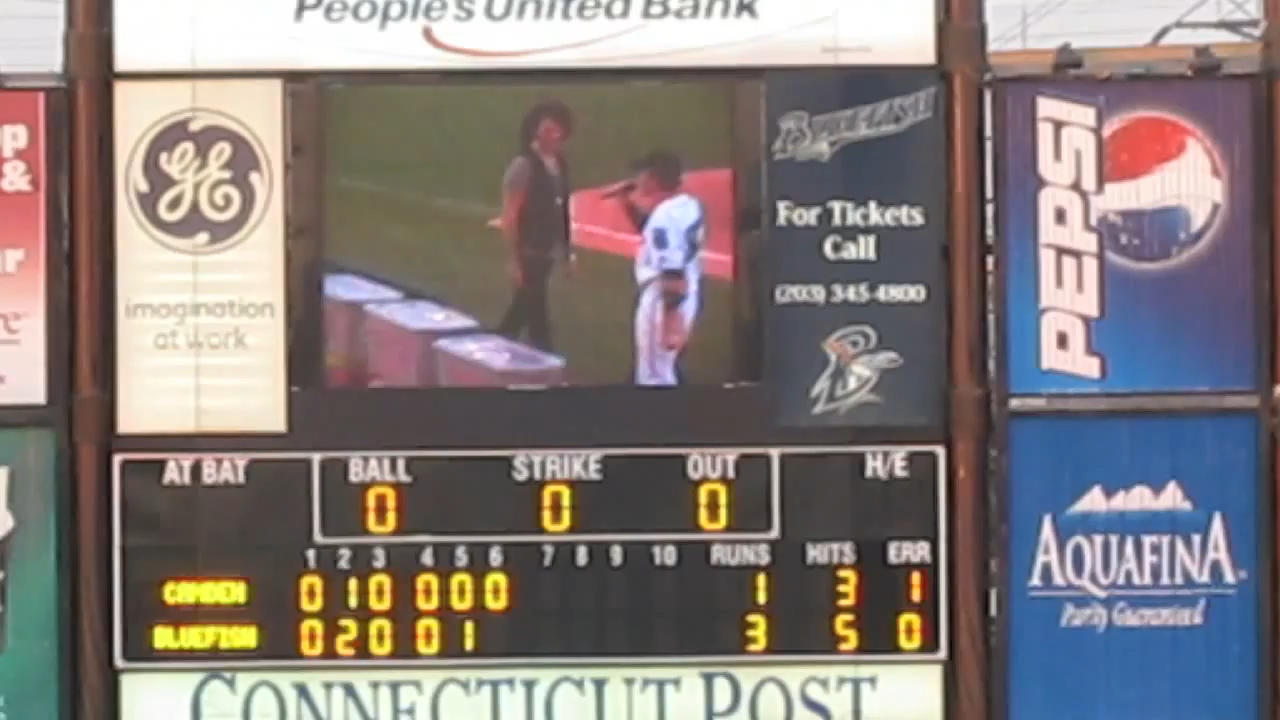 People's United Bank
GE
imagination
at work
BLUEFISH
For Tickets
Call
(203) 345-4800
PEPSI
AQUAFINA
Purity Guaranteed
p
&
r
AT BAT BALL STRIKE OUT H/E
0 0 0
1 2 3 4 5 6 7 8 9 10 RUNS HITS ERR
CAMDEN 0 1 0 0 0 0 1 3 1
BLUEFISH 0 2 0 0 1 3 5 0
CONNECTICUT POST